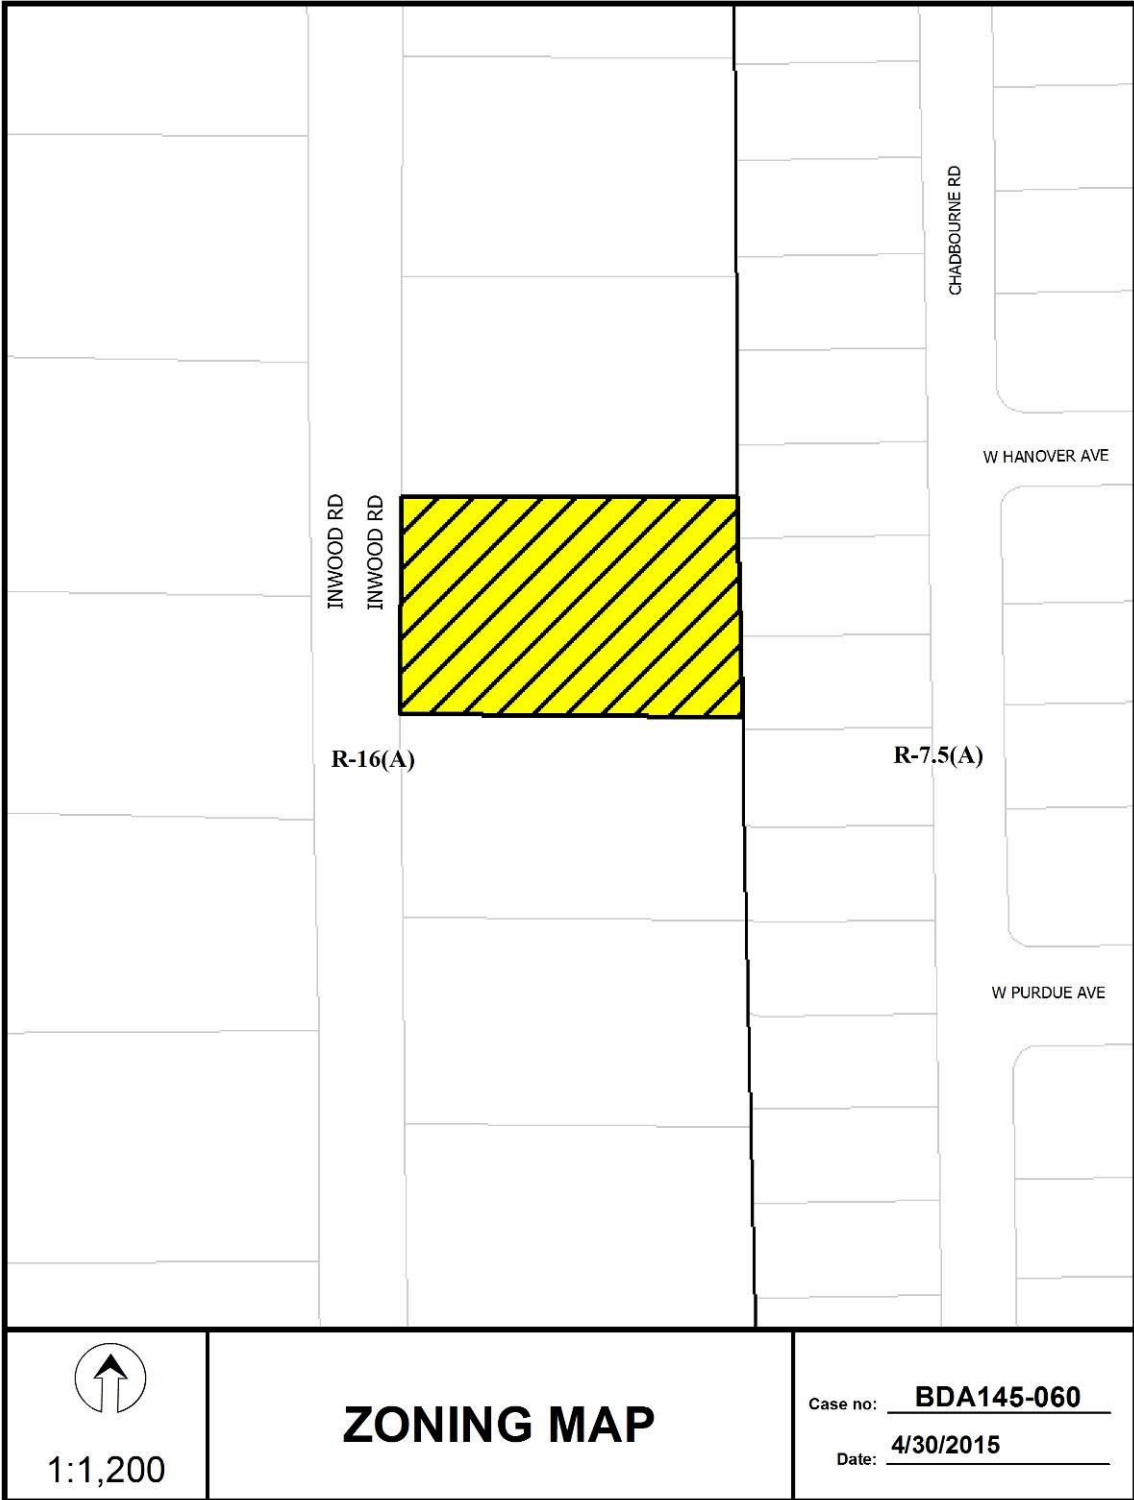 CHADBOURNE RD
W HANOVER AVE
INWOOD RD
INWOOD RD
R-16(A)
R-7.5(A)
W PURDUE AVE
1:1,200
ZONING MAP
Case no: BDA145-060
Date: 4/30/2015